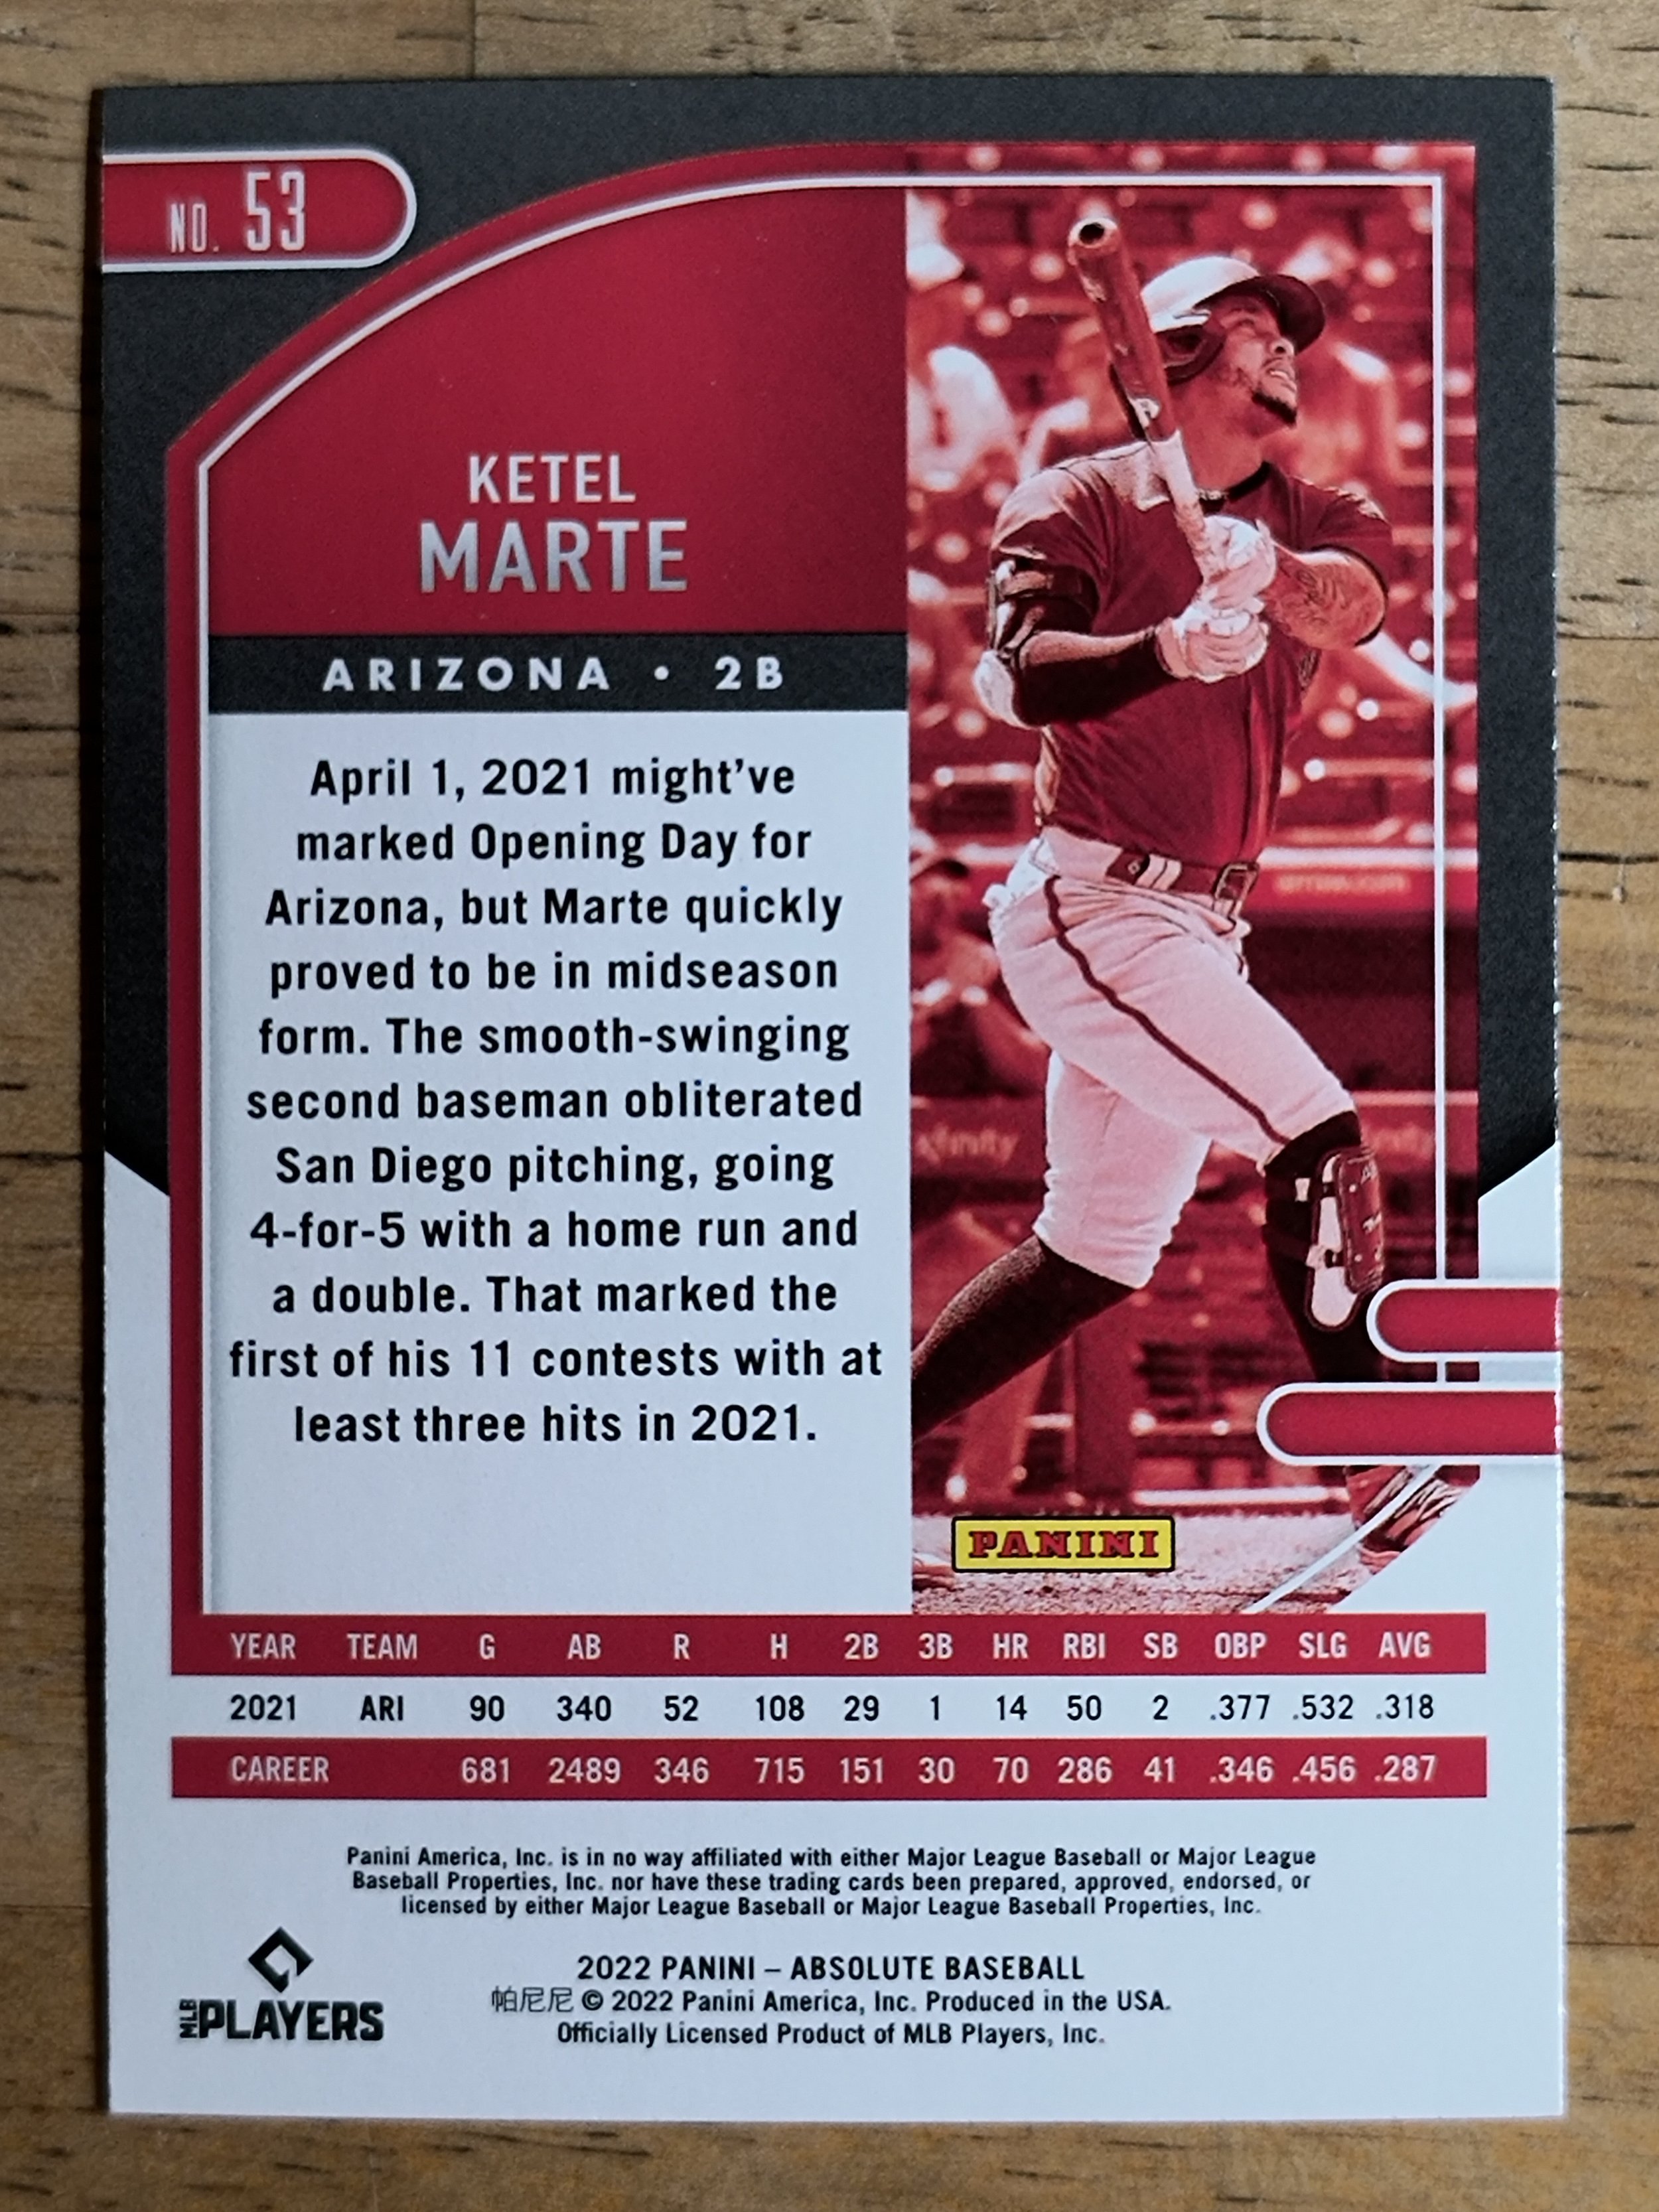 NO. 53
KETEL
MARTE
ARIZONA • 2B
April 1, 2021 might've
marked Opening Day for
Arizona, but Marte quickly
proved to be in midseason
form. The smooth-swinging
second baseman obliterated
San Diego pitching, going
4-for-5 with a home run and
a double. That marked the
first of his 11 contests with at
least three hits in 2021.
xfinity
PANINI
YEAR TEAM G AB R H 2B 3B HR RBI SB OBP SLG AVG
2021 ARI 90 340 52 108 29 1 14 50 2 .377 .532 .318
CAREER 681 2489 346 715 151 30 70 286 41 .346 .456 .287
Panini America, Inc. is in no way affiliated with either Major League Baseball or Major League
Baseball Properties, Inc. nor have these trading cards been prepared, approved, endorsed, or
licensed by either Major League Baseball or Major League Baseball Properties, Inc.
MLB PLAYERS
2022 PANINI – ABSOLUTE BASEBALL
帕尼尼 © 2022 Panini America, Inc. Produced in the USA.
Officially Licensed Product of MLB Players, Inc.